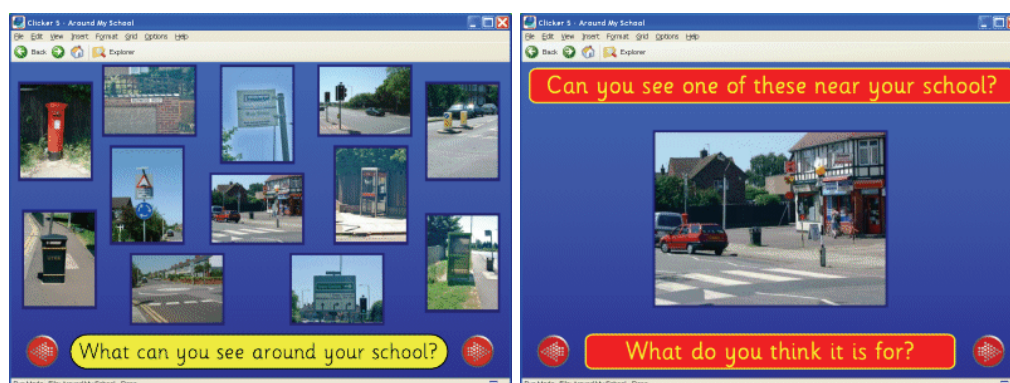 Clicker 5 - Around My School
File Edit View Insert Format Grid Options Help
Back Explorer
What can you see around your school?
Clicker 5 - Around My School
File Edit View Insert Format Grid Options Help
Back Explorer
Can you see one of these near your school?
What do you think it is for?